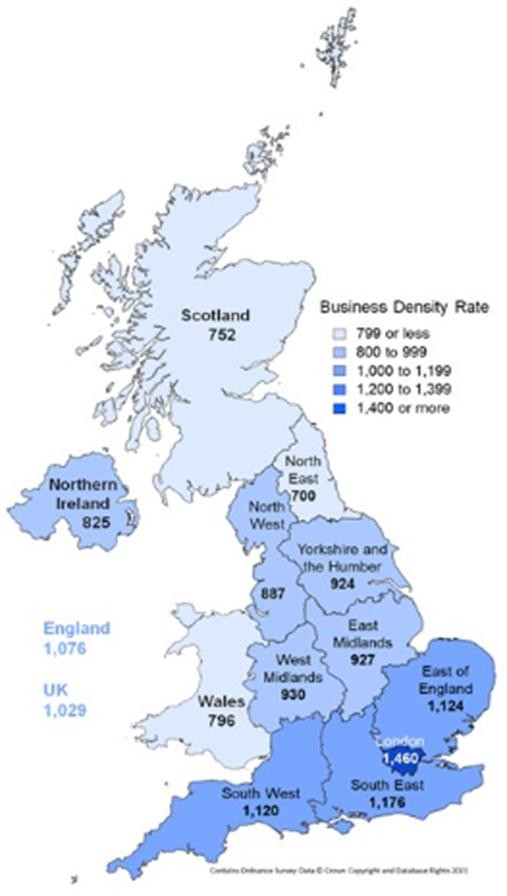 Scotland
752
Business Density Rate
799 or less
800 to 999
1,000 to 1,199
1,200 to 1,399
1,400 or more
North
East
700
Northern
Ireland
825
North
West
887
Yorkshire and
the Humber
924
England
1,076
UK
1,029
East
Midlands
927
West
Midlands
930
Wales
796
East of
England
1,124
London
1,460
South East
1,176
South West
1,120
Contains Ordnance Survey Data © Crown Copyright and Database Rights 2021